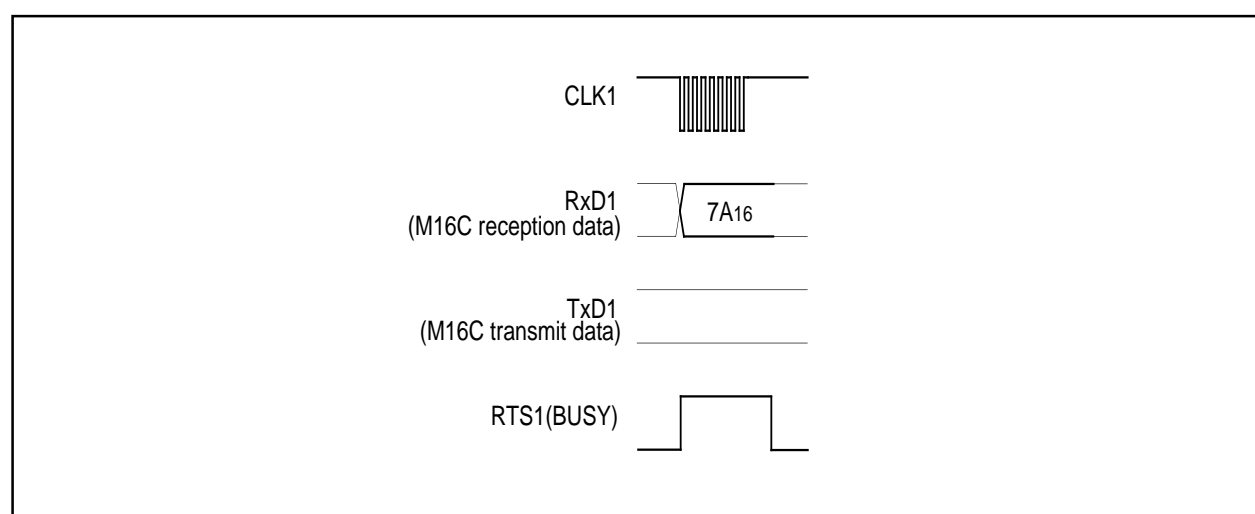 CLK1
RxD1
(M16C reception data)
7A16
TxD1
(M16C transmit data)
RTS1(BUSY)